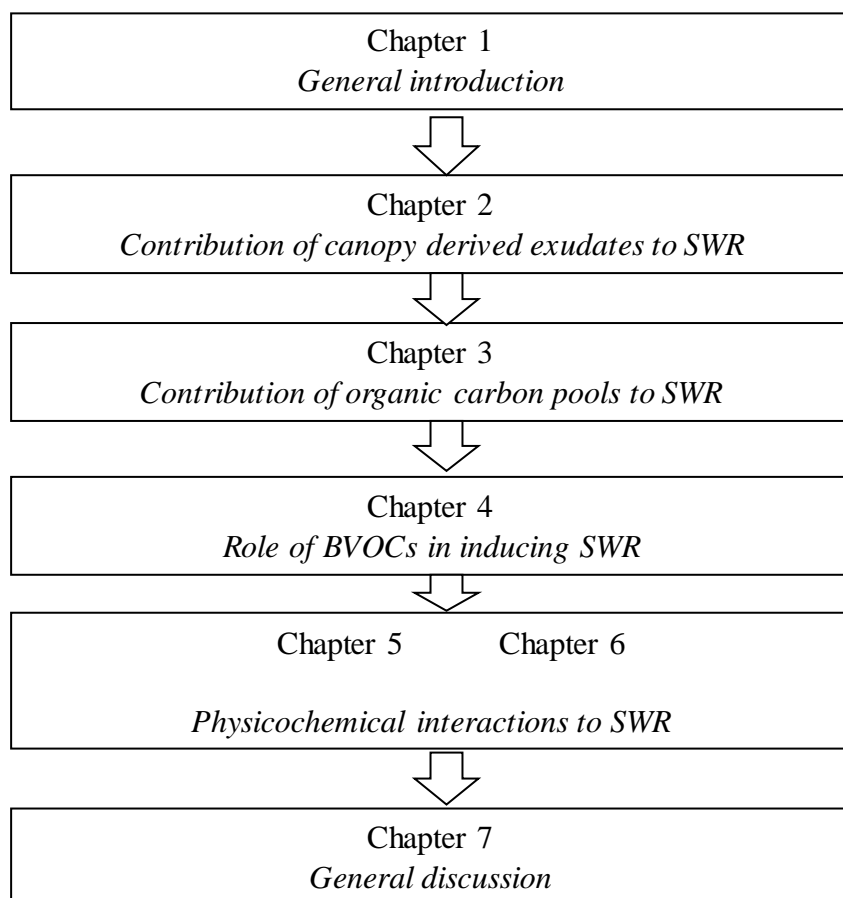 Chapter 1
General introduction
Chapter 2
Contribution of canopy derived exudates to SWR
Chapter 3
Contribution of organic carbon pools to SWR
Chapter 4
Role of BVOCs in inducing SWR
Chapter 5 Chapter 6
Physicochemical interactions to SWR
Chapter 7
General discussion